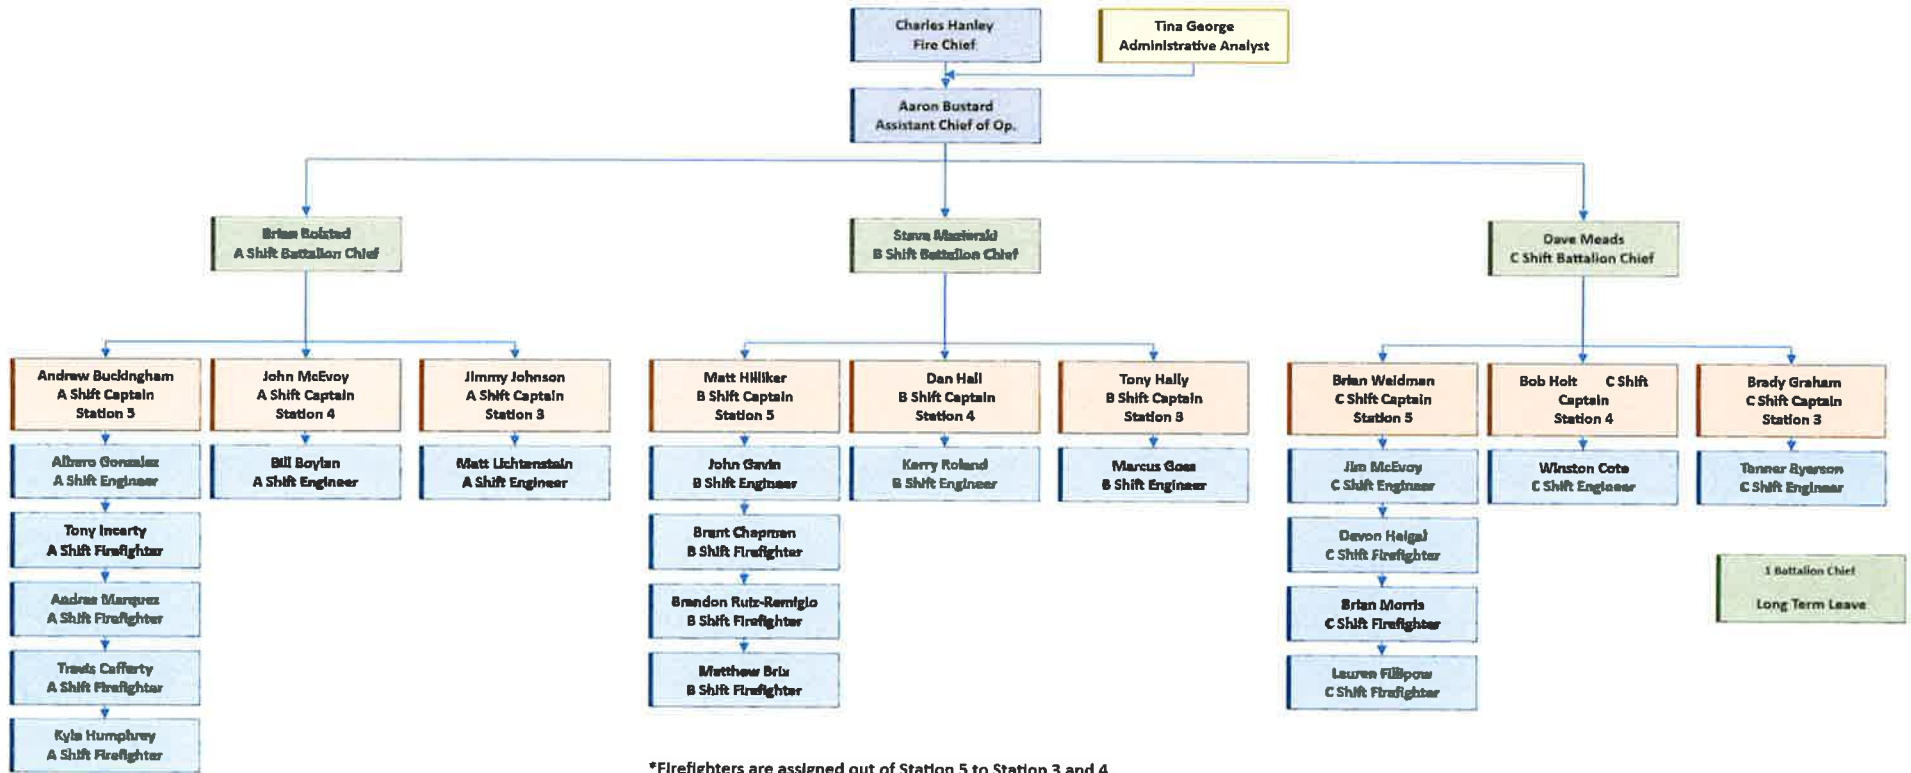 Charles Hanley
Fire Chief
Tina George
Administrative Analyst
Aaron Bustard
Assistant Chief of Op.
Brian Bolstad
A Shift Battalion Chief
Steve
B Shift Battalion Chief
Dave Meads
C Shift Battalion Chief
Andrew Buckingham
A Shift Captain
Station 5
John McEvoy
A Shift Captain
Station 4
Jimmy Johnson
A Shift Captain
Station 3
Matt Hilliker
B Shift Captain
Station 5
Dan Hall
B Shift Captain
Station 4
Tony Hally
B Shift Captain
Station 3
Brian Weidman
C Shift Captain
Station 5
Bob Holt C Shift
Captain
Station 4
Brady Graham
C Shift Captain
Station 3
Gonzalez
A Shift Engineer
Bill Boylan
A Shift Engineer
Matt Lichtenstein
A Shift Engineer
John Gavin
B Shift Engineer
Kerry Roland
B Shift Engineer
Marcus Goss
B Shift Engineer
Jim McEvoy
C Shift Engineer
Winston Cote
C Shift Engineer
Tanner Ryerson
C Shift Engineer
Tony Incerty
A Shift Firefighter
Brent Chapman
B Shift Firefighter
Devon Heigel
C Shift Firefighter
Andres Marquez
A Shift Firefighter
Brandon Ruiz-Remigio
B Shift Firefighter
Brian Morris
C Shift Firefighter
Travis Cafferty
A Shift Firefighter
Matthew Brix
B Shift Firefighter
Lauren Fillipow
C Shift Firefighter
Kyle Humphrey
A Shift Firefighter
1 Battalion Chief
Long Term Leave
*Firefighters are assigned out of Station 5 to Station 3 and 4